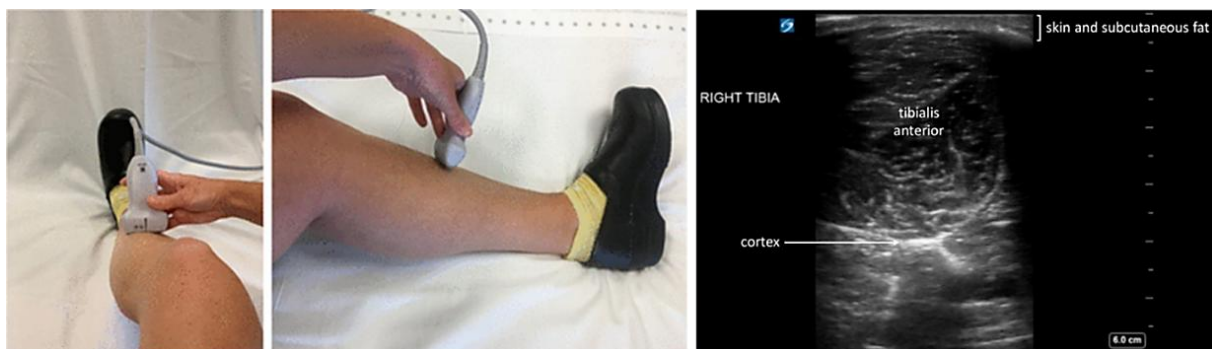 skin and subcutaneous fat
RIGHT TIBIA
tibialis
anterior
cortex
6.0 cm